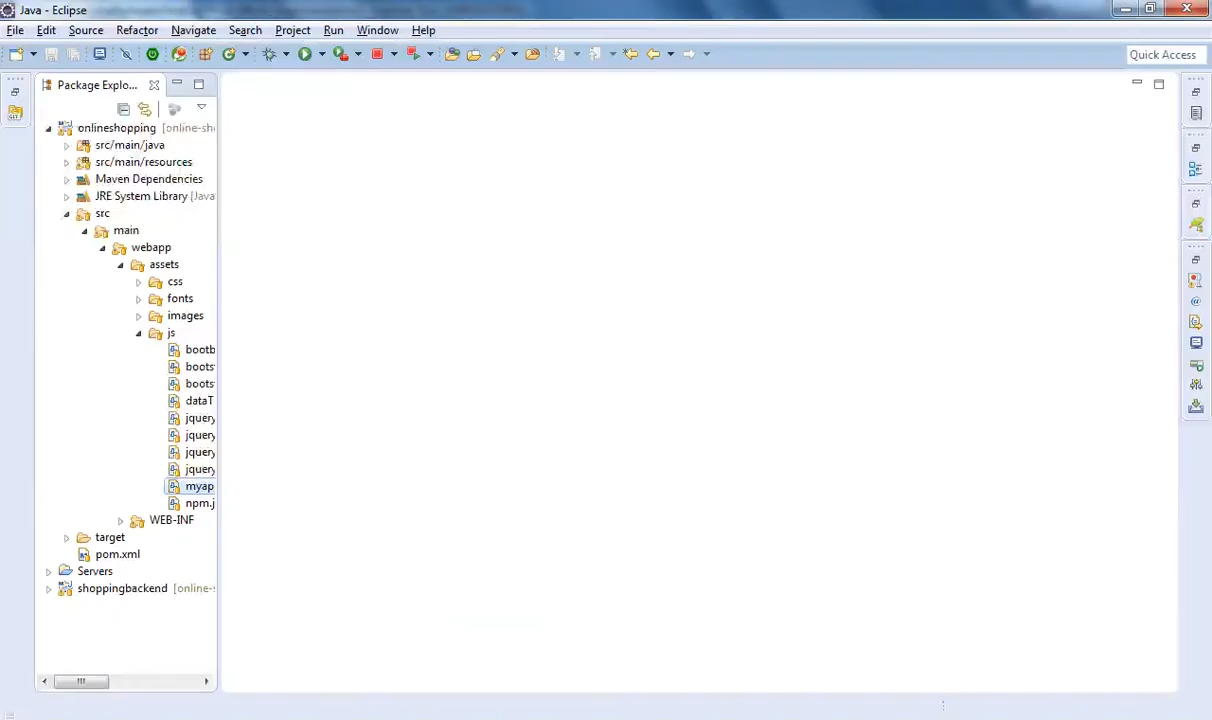 Java - Eclipse
File Edit Source Refactor Navigate Search Project Run Window Help
Quick Access
Package Explo...
onlineshopping [online-sh
src/main/java
src/main/resources
Maven Dependencies
JRE System Library [Java
src
main
webapp
assets
css
fonts
images
js
bootb
boots
boots
dataT
jquery
jquery
jquery
jquery
myap
npm.j
WEB-INF
target
pom.xml
Servers
shoppingbackend [online-s